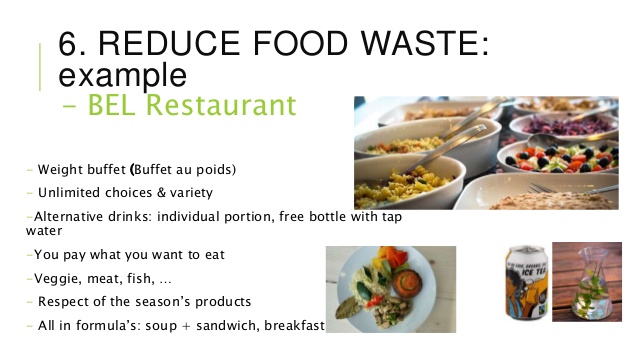 6. REDUCE FOOD WASTE:
example
- BEL Restaurant
- Weight buffet (Buffet au poids)
- Unlimited choices & variety
-Alternative drinks: individual portion, free bottle with tap
water
-You pay what you want to eat
-Veggie, meat, fish, …
- Respect of the season’s products
- All in formula’s: soup + sandwich, breakfast
ICE TEA